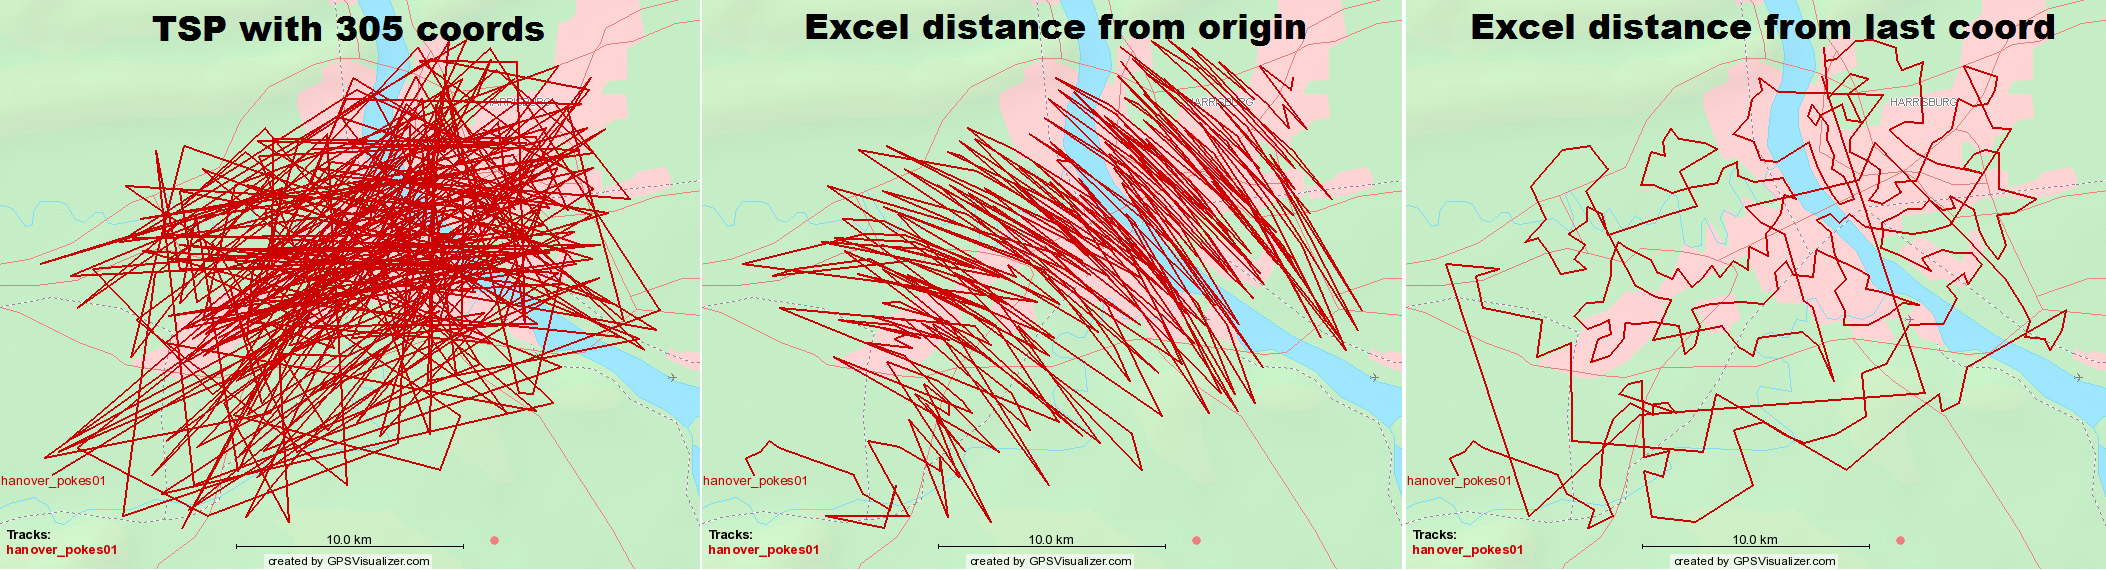 TSP with 305 coords
HARRISBURG
hanover_pokes01
Tracks:
hanover_pokes01
10.0 km
created by GPSVisualizer.com
Excel distance from origin
HARRISBURG
hanover_pokes01
Tracks:
hanover_pokes01
10.0 km
created by GPSVisualizer.com
Excel distance from last coord
HARRISBURG
hanover_pokes01
Tracks:
hanover_pokes01
10.0 km
created by GPSVisualizer.com